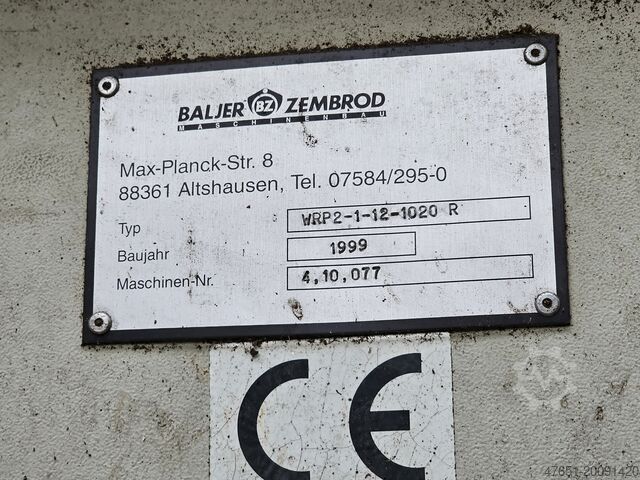 BALJER BZ ZEMBROD
MASCHINENBAU
Max-Planck-Str. 8
88361 Altshausen, Tel. 07584/295-0
Typ WRP2-1-12-1020 R
Baujahr 1999
Maschinen-Nr. 4,10,077
CE
47651-20091420